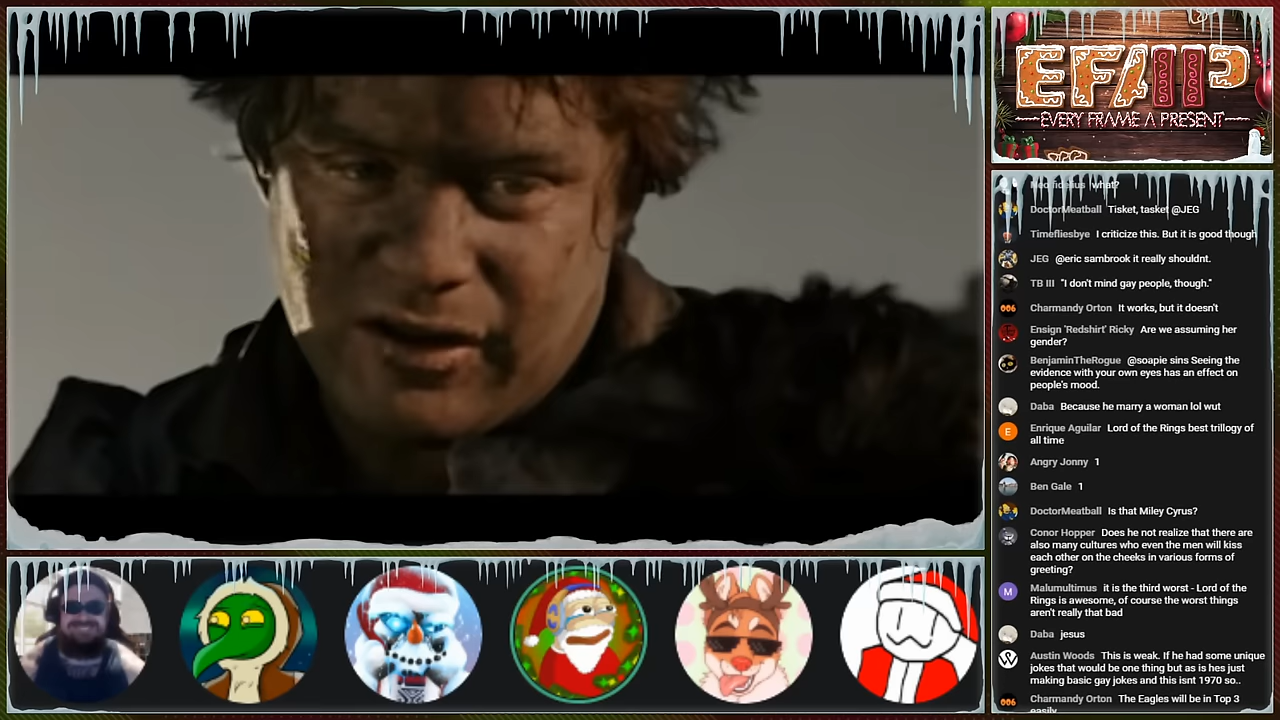 EFAP
EVERY FRAME A PRESENT
what?
DoctorMeatball Tisket, tasket @JEG
Timefliesbye I criticize this. But it is good though
JEG @eric sambrook it really shouldnt.
TB III "I don't mind gay people, though."
Charmandy Orton It works, but it doesn't
Ensign 'Redshirt' Ricky Are we assuming her
gender?
BenjaminTheRogue @soapie sins Seeing the
evidence with your own eyes has an effect on
people's mood.
Daba Because he marry a woman lol wut
E
Enrique Aguilar Lord of the Rings best trillogy of
all time
Angry Jonny 1
Ben Gale 1
DoctorMeatball Is that Miley Cyrus?
Conor Hopper Does he not realize that there are
also many cultures who even the men will kiss
each other on the cheeks in various forms of
greeting?
M
Malumultimus it is the third worst - Lord of the
Rings is awesome, of course the worst things
aren't really that bad
Daba jesus
Austin Woods This is weak. If he had some unique
jokes that would be one thing but as is hes just
making basic gay jokes and this isnt 1970 so..
Charmandy Orton The Eagles will be in Top 3
easily